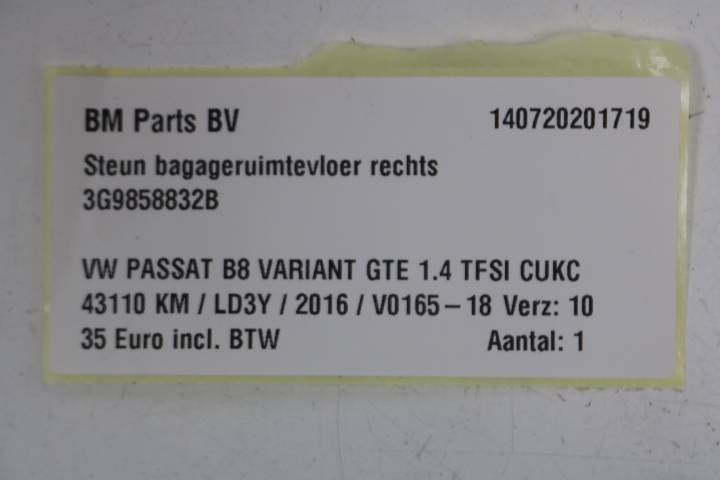 BM Parts BV 140720201719
Steun bagageruimtevloer rechts
3G9858832B
VW PASSAT B8 VARIANT GTE 1.4 TFSI CUKC
43110 KM / LD3Y / 2016 / V0165-18 Verz: 10
35 Euro incl. BTW Aantal: 1